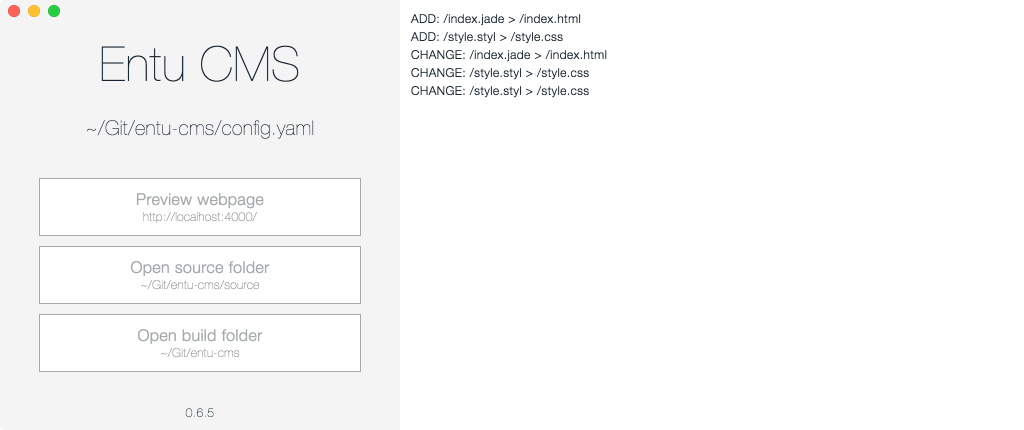 Entu CMS
~/Git/entu-cms/config.yaml
Preview webpage
http://localhost:4000/
Open source folder
~/Git/entu-cms/source
Open build folder
~/Git/entu-cms
0.6.5
ADD: /index.jade > /index.html
ADD: /style.styl > /style.css
CHANGE: /index.jade > /index.html
CHANGE: /style.styl > /style.css
CHANGE: /style.styl > /style.css